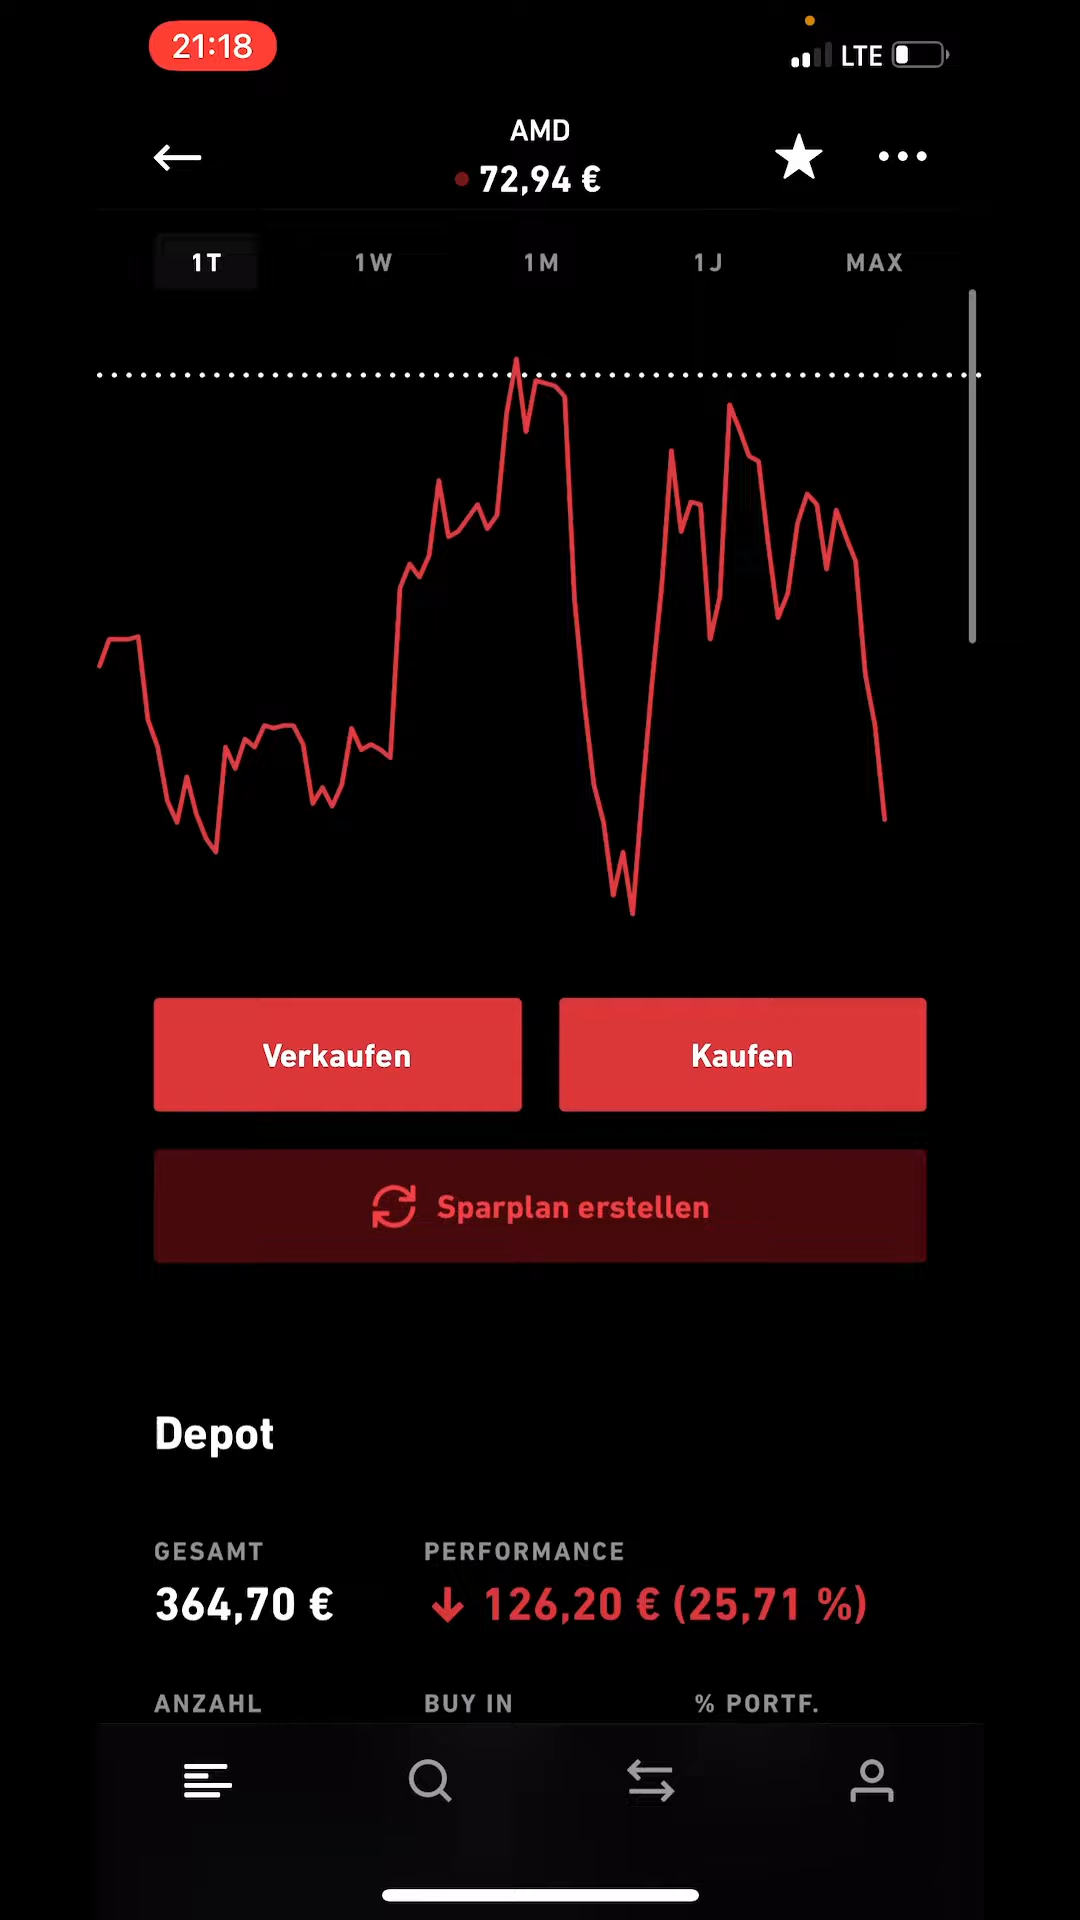 21:18
LTE
AMD
72,94 €
1T 1W 1M 1J MAX
Verkaufen Kaufen
Sparplan erstellen
Depot
GESAMT PERFORMANCE
364,70 € 126,20 € (25,71 %)
ANZAHL BUY IN % PORTF.